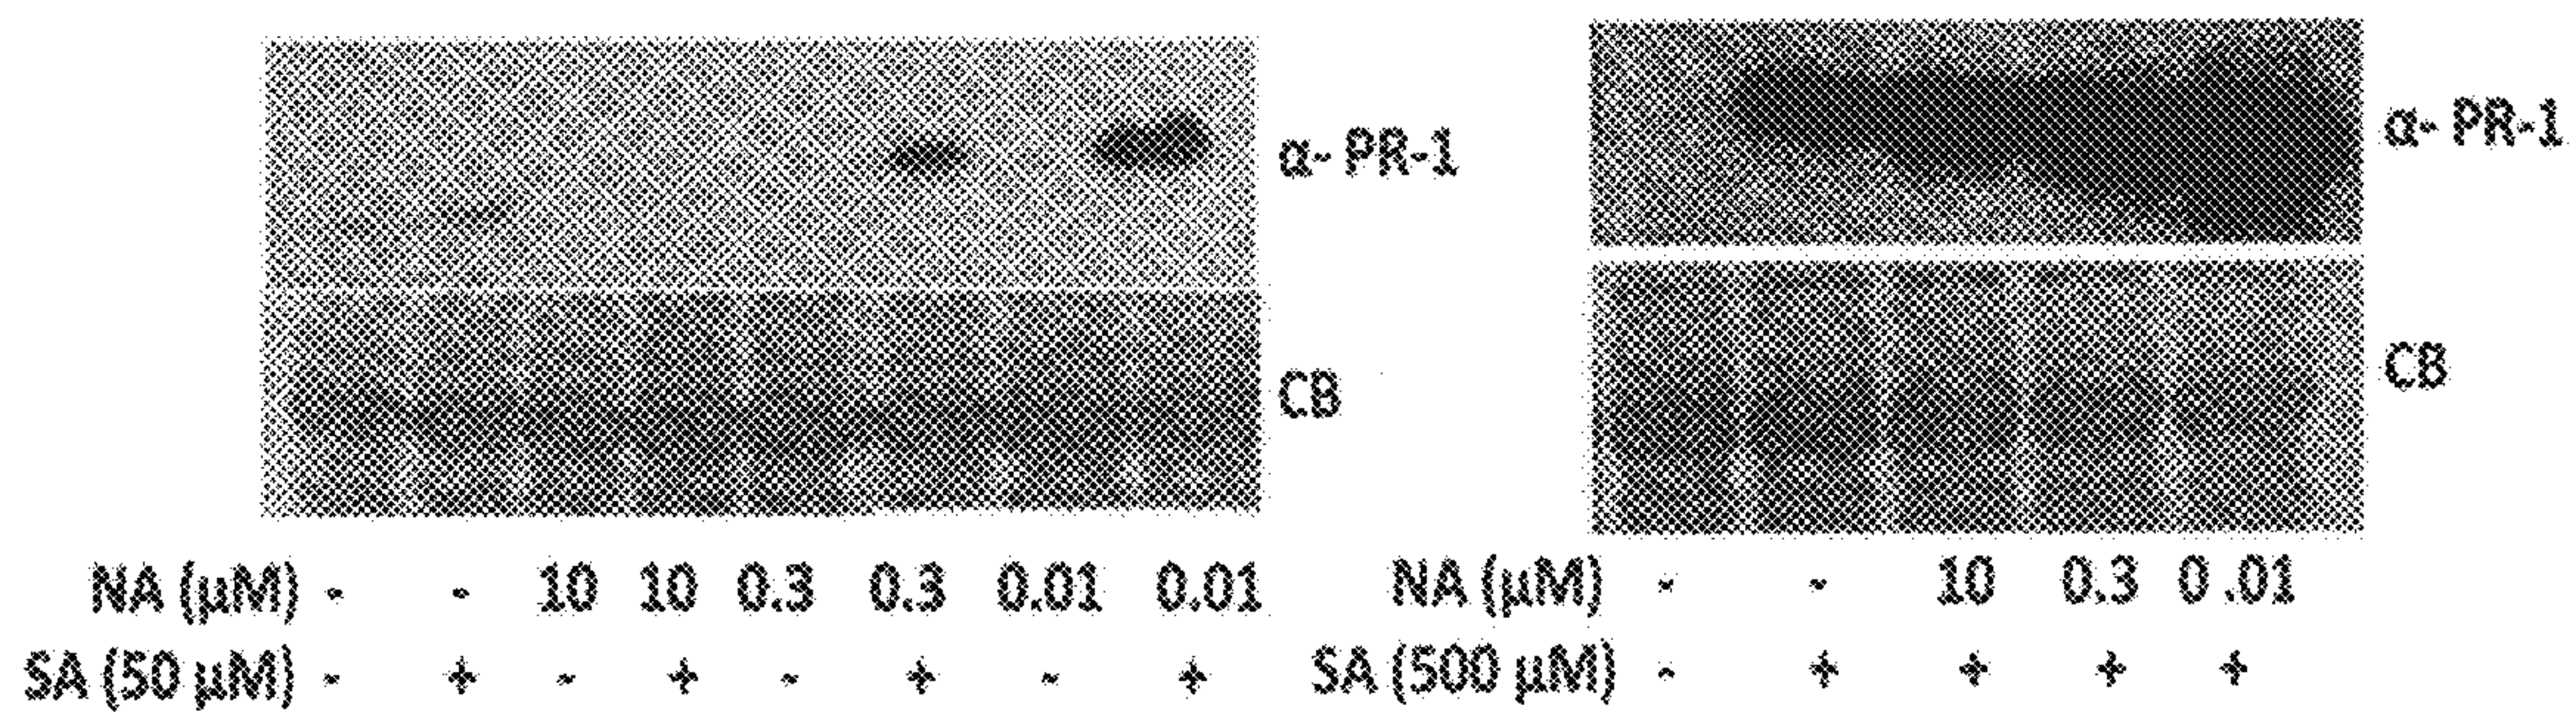 α- PR-1
α- PR-1
CB
CB
NA (μM) - - 10 10 0.3 0.3 0.01 0.01
SA (50 μM) - + - + - + - +
NA (μM) - - 10 0.3 0 .01
SA (500 μM) - + + + +